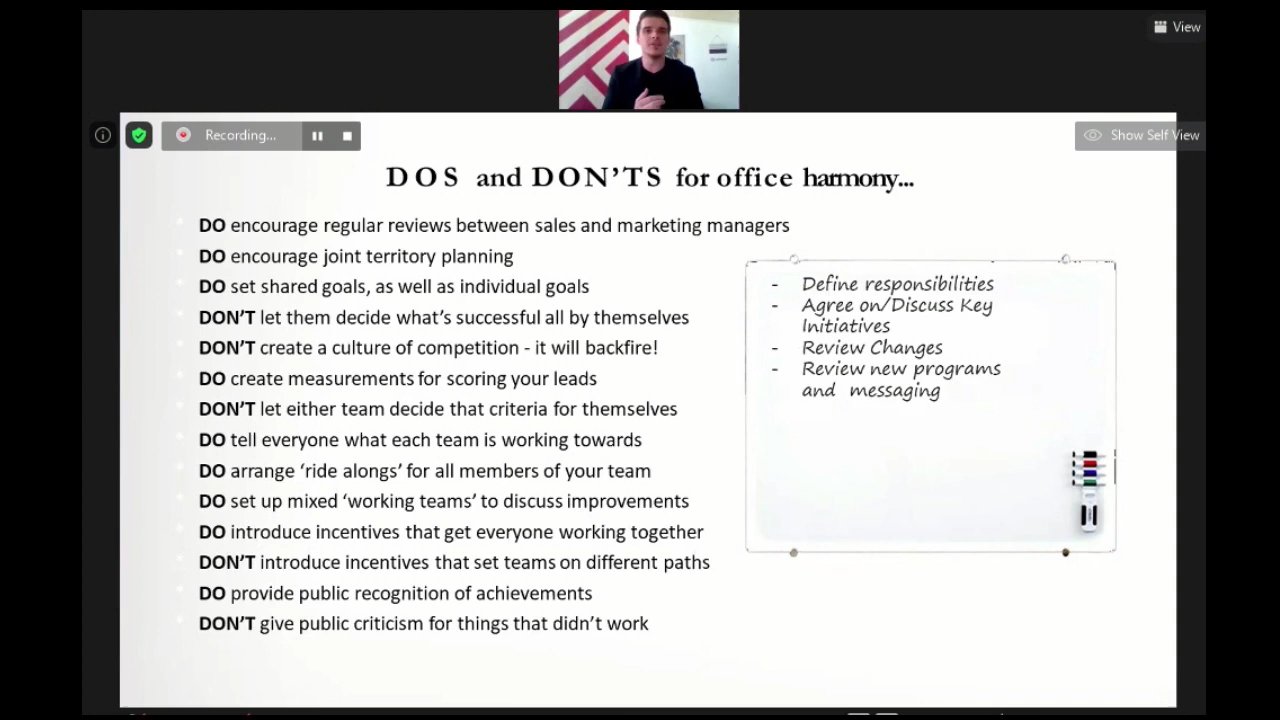 View
Recording...
Show Self View
DOS and DON'TS for office harmony...
DO encourage regular reviews between sales and marketing managers
DO encourage joint territory planning
DO set shared goals, as well as individual goals
DON'T let them decide what's successful all by themselves
DON'T create a culture of competition - it will backfire!
DO create measurements for scoring your leads
DON'T let either team decide that criteria for themselves
DO tell everyone what each team is working towards
DO arrange ‘ride alongs’ for all members of your team
DO set up mixed ‘working teams’ to discuss improvements
DO introduce incentives that get everyone working together
DON'T introduce incentives that set teams on different paths
DO provide public recognition of achievements
DON'T give public criticism for things that didn't work
- Define responsibilities
- Agree on/Discuss Key
Initiatives
- Review Changes
- Review new programs
and messaging